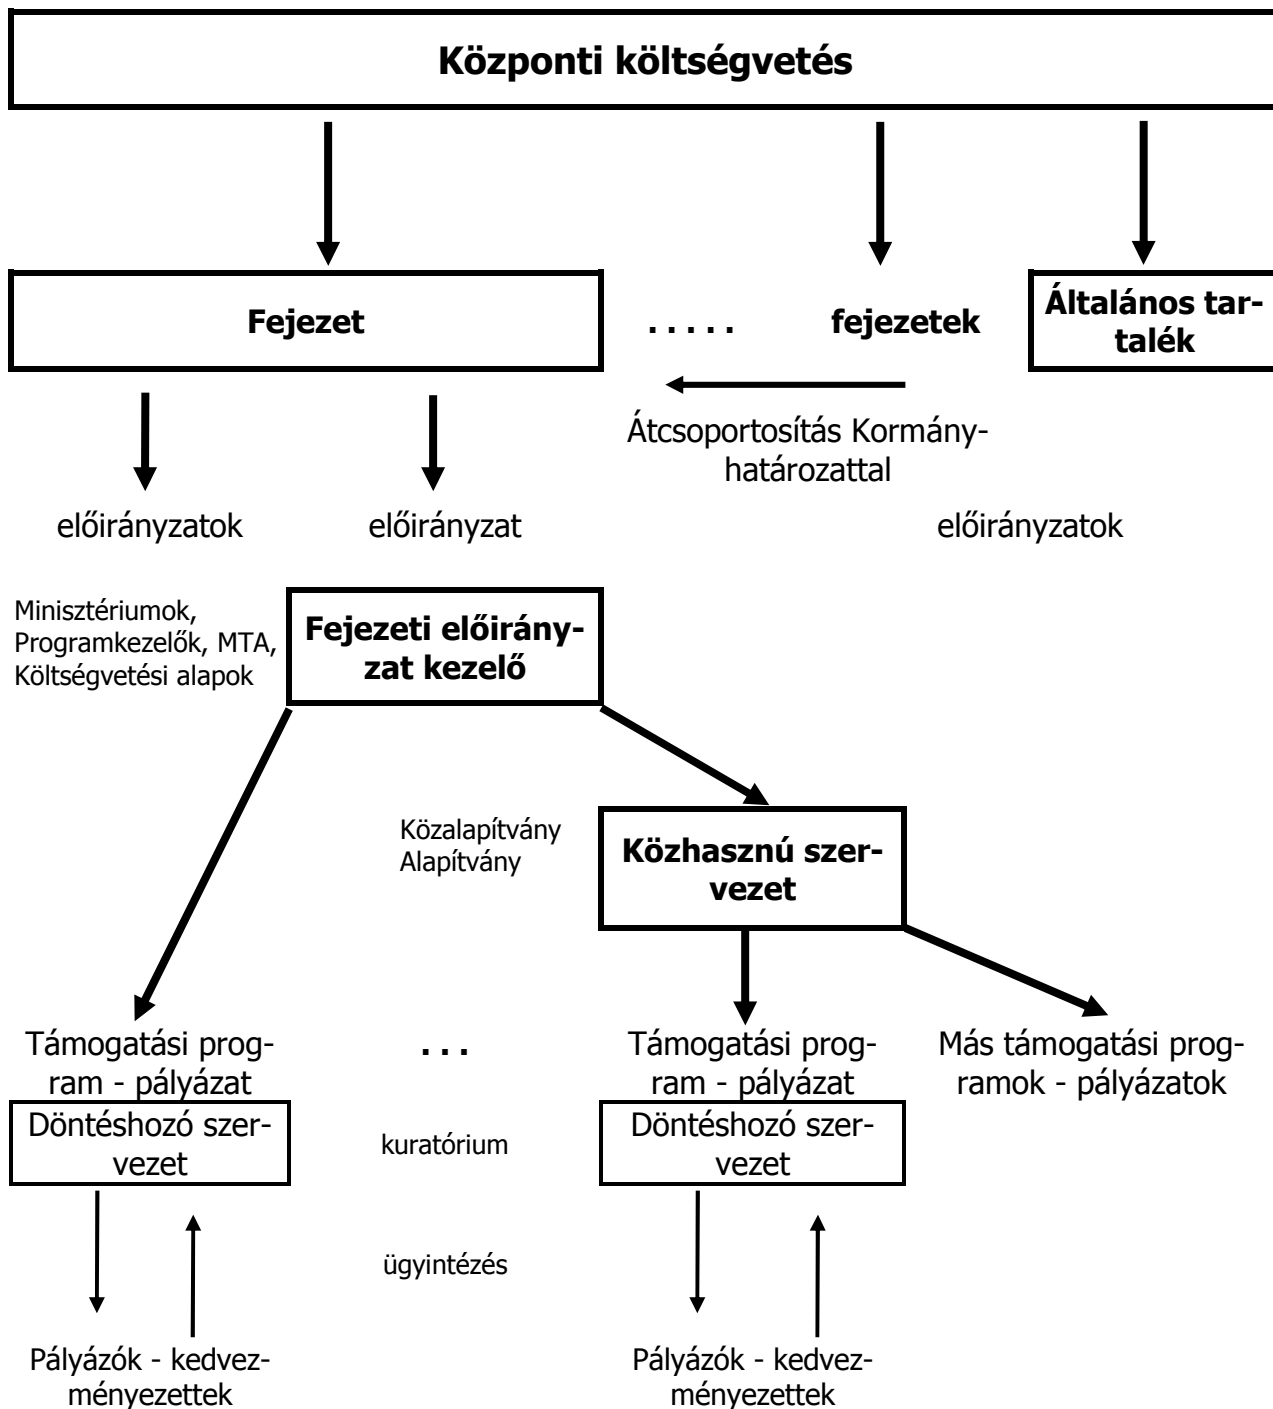 Központi költségvetés
Fejezet
. . . . .
fejezetek
Általános tar-
talék
Átcsoportosítás Kormány-
határozattal
előirányzatok
előirányzat
előirányzatok
Minisztériumok,
Programkezelők, MTA,
Költségvetési alapok
Fejezeti előirány-
zat kezelő
Közalapítvány
Alapítvány
Közhasznú szer-
vezet
Támogatási prog-
ram - pályázat
. . .
Támogatási prog-
ram - pályázat
Más támogatási prog-
ramok - pályázatok
Döntéshozó szer-
vezet
kuratórium
Döntéshozó szer-
vezet
ügyintézés
Pályázók - kedvez-
ményezettek
Pályázók - kedvez-
ményezettek